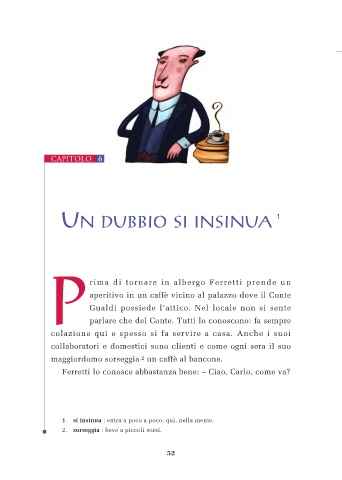 CAPITOLO 6
UN DUBBIO SI INSINUA 1
Prima di tornare in albergo Ferretti prende un
aperitivo in un caffè vicino al palazzo dove il Conte
Gualdi possiede l'attico. Nel locale non si sente
parlare che del Conte. Tutti lo conoscono: fa sempre
colazione qui e spesso si fa servire a casa. Anche i suoi
collaboratori e domestici sono clienti e come ogni sera il suo
maggiordomo sorseggia 2 un caffè al bancone.
Ferretti lo conosce abbastanza bene: – Ciao, Carlo, come va?
1. si insinua : entra a poco a poco; qui, nella mente.
2. sorseggia : beve a piccoli sorsi.
52